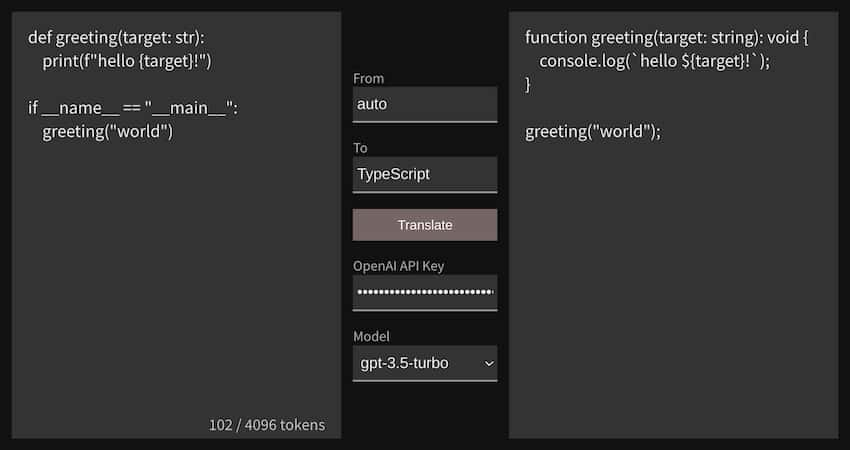 def greeting(target: str):
    print(f"hello {target}!")
if __name__ == "__main__":
    greeting("world")
102 / 4096 tokens
From
auto
To
TypeScript
Translate
OpenAI API Key
••••••••••••••••••••••••••
Model
gpt-3.5-turbo
function greeting(target: string): void {
    console.log(`hello ${target}!`);
}
greeting("world");